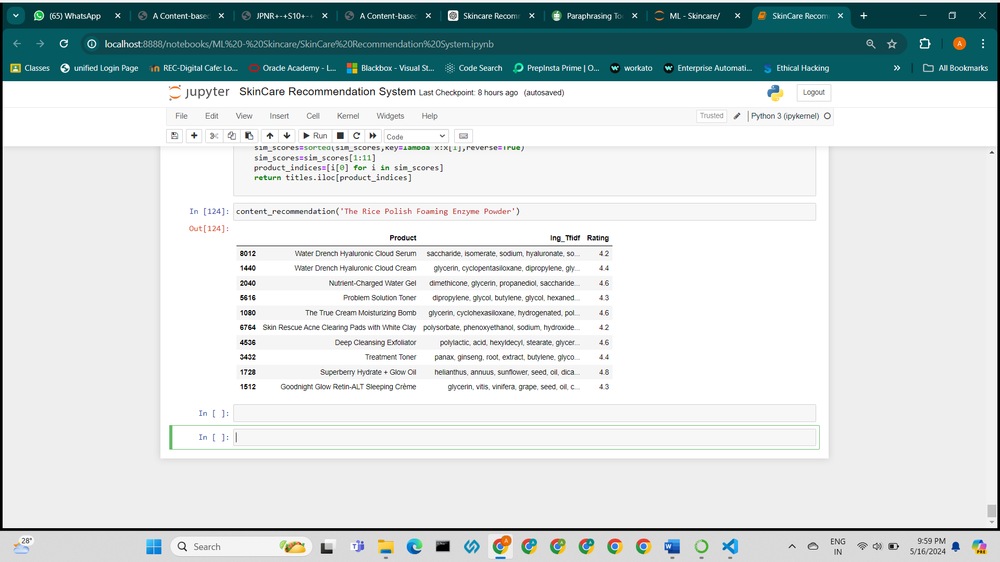 (65) WhatsApp
A Content-based
JPNR+-+S10+-+
A Content-based
Skincare Recomm
Paraphrasing Too
ML - Skincare/
SkinCare Recom
localhost:8888/notebooks/ML%20-%20Skincare/SkinCare%20Recommendation%20System.ipynb
A
Classes
unified Login Page
REC-Digital Cafe: Lo...
Oracle Academy - L...
Blackbox - Visual St...
Code Search
PrepInsta Prime | O...
workato
Enterprise Automati...
Ethical Hacking
All Bookmarks
jupyter SkinCare Recommendation System Last Checkpoint: 8 hours ago (autosaved)
Logout
File Edit View Insert Cell Kernel Widgets Help
Trusted
Python 3 (ipykernel)
Run
Code
sim_scores=sorted(sim_scores,key=lambda x:x[1],reverse=True)
sim_scores=sim_scores[1:11]
product_indices=[i[0] for i in sim_scores]
return titles.iloc[product_indices]
In [124]: content_recommendation('The Rice Polish Foaming Enzyme Powder')
Out[124]:
Product Ing_Tfidf Rating
8012 Water Drench Hyaluronic Cloud Serum saccharide, isomerate, sodium, hyaluronate, so... 4.2
1440 Water Drench Hyaluronic Cloud Cream glycerin, cyclopentasiloxane, dipropylene, gly... 4.4
2040 Nutrient-Charged Water Gel dimethicone, glycerin, propanediol, saccharide... 4.6
5616 Problem Solution Toner dipropylene, glycol, butylene, glycol, hexaned... 4.3
1080 The True Cream Moisturizing Bomb glycerin, cyclohexasiloxane, hydrogenated, pol... 4.6
6764 Skin Rescue Acne Clearing Pads with White Clay polysorbate, phenoxyethanol, sodium, hydroxide... 4.2
4536 Deep Cleansing Exfoliator polylactic, acid, hexyldecyl, stearate, glycer... 4.6
3432 Treatment Toner panax, ginseng, root, extract, butylene, glyco... 4.4
1728 Superberry Hydrate + Glow Oil helianthus, annuus, sunflower, seed, oil, dica... 4.8
1512 Goodnight Glow Retin-ALT Sleeping Crème glycerin, vitis, vinifera, grape, seed, oil, c... 4.3
In [ ]:
In [ ]:
28°
Search
ENG
IN
9:59 PM
5/16/2024
PRE